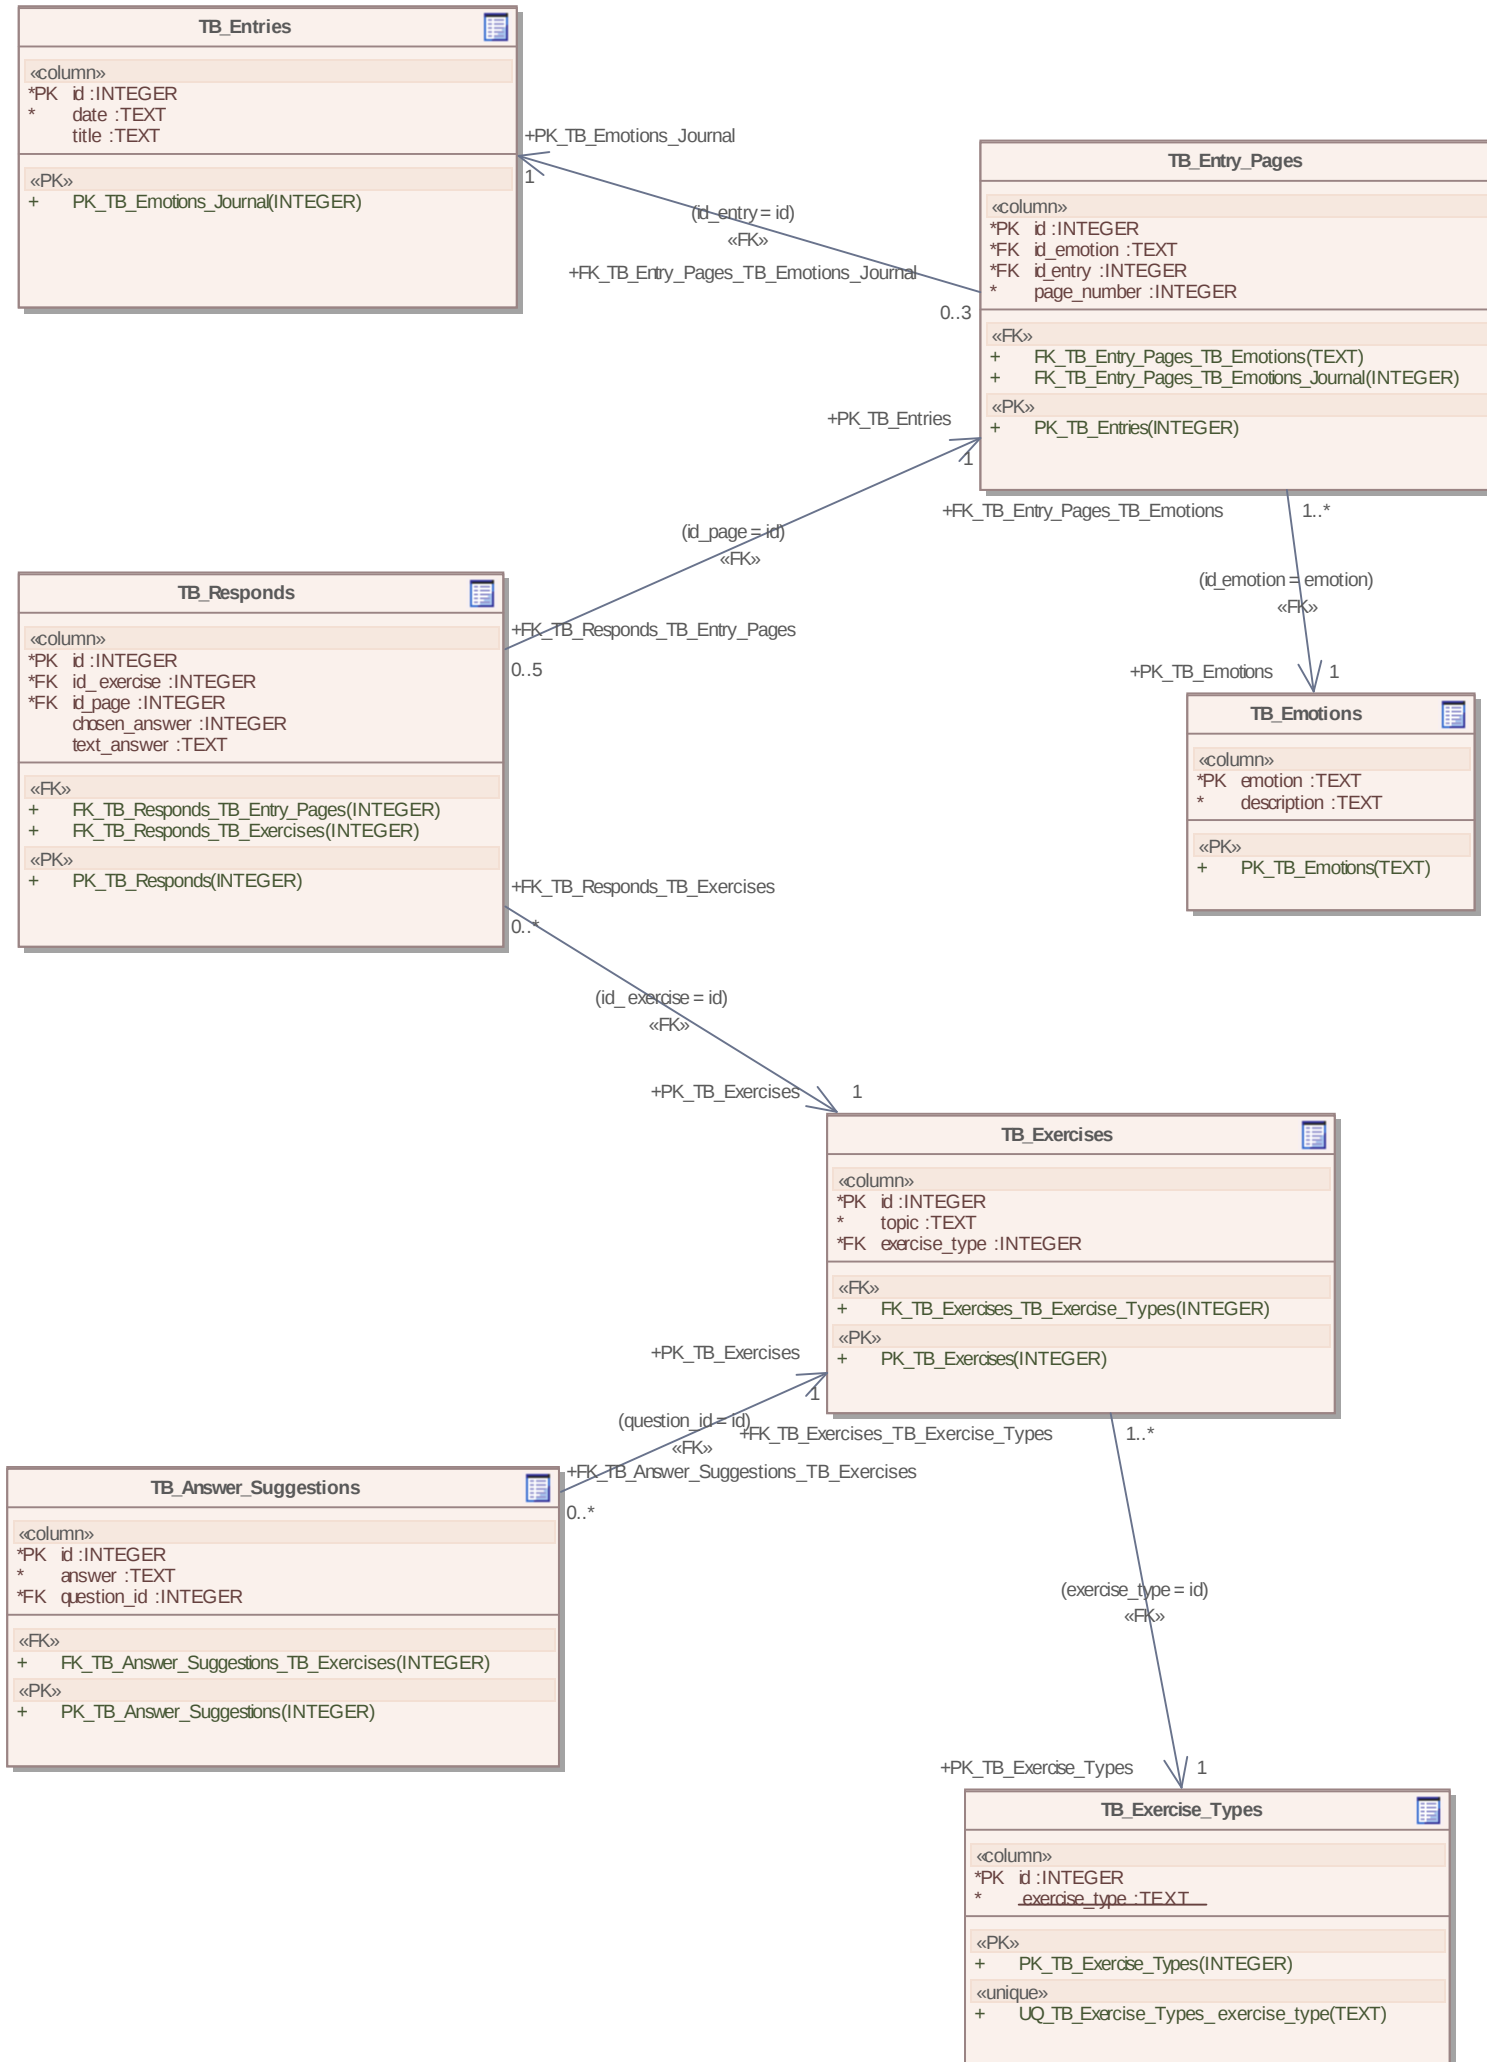 TB_Entries
«column»
*PK id :INTEGER
* date :TEXT
title :TEXT
«PK»
+ PK_TB_Emotions_Journal(INTEGER)
+PK_TB_Emotions_Journal
1
(id_entry = id)
«FK»
+FK_TB_Entry_Pages_TB_Emotions_Journal
0..3
TB_Entry_Pages
«column»
*PK id :INTEGER
*FK id_emotion :TEXT
*FK id_entry :INTEGER
* page_number :INTEGER
«FK»
+ FK_TB_Entry_Pages_TB_Emotions(TEXT)
+ FK_TB_Entry_Pages_TB_Emotions_Journal(INTEGER)
«PK»
+ PK_TB_Entries(INTEGER)
+PK_TB_Entries
1
(id_page = id)
«FK»
+FK_TB_Responds_TB_Entry_Pages
0..5
+FK_TB_Entry_Pages_TB_Emotions
1..*
(id_emotion = emotion)
«FK»
+PK_TB_Emotions
1
TB_Responds
«column»
*PK id :INTEGER
*FK id_ exercise :INTEGER
*FK id_page :INTEGER
chosen_answer :INTEGER
text_answer :TEXT
«FK»
+ FK_TB_Responds_TB_Entry_Pages(INTEGER)
+ FK_TB_Responds_TB_Exercises(INTEGER)
«PK»
+ PK_TB_Responds(INTEGER)
TB_Emotions
«column»
*PK emotion :TEXT
* description :TEXT
«PK»
+ PK_TB_Emotions(TEXT)
+FK_TB_Responds_TB_Exercises
0..*
(id_ exercise = id)
«FK»
+PK_TB_Exercises
1
TB_Exercises
«column»
*PK id :INTEGER
* topic :TEXT
*FK exercise_type :INTEGER
«FK»
+ FK_TB_Exercises_TB_Exercise_Types(INTEGER)
«PK»
+ PK_TB_Exercises(INTEGER)
+PK_TB_Exercises
1
(question_id = id)
«FK»
+FK_TB_Answer_Suggestions_TB_Exercises
0..*
+FK_TB_Exercises_TB_Exercise_Types
1..*
(exercise_type = id)
«FK»
+PK_TB_Exercise_Types
1
TB_Answer_Suggestions
«column»
*PK id :INTEGER
* answer :TEXT
*FK question_id :INTEGER
«FK»
+ FK_TB_Answer_Suggestions_TB_Exercises(INTEGER)
«PK»
+ PK_TB_Answer_Suggestions(INTEGER)
TB_Exercise_Types
«column»
*PK id :INTEGER
* exercise_type :TEXT
«PK»
+ PK_TB_Exercise_Types(INTEGER)
«unique»
+ UQ_TB_Exercise_Types_ exercise_type(TEXT)